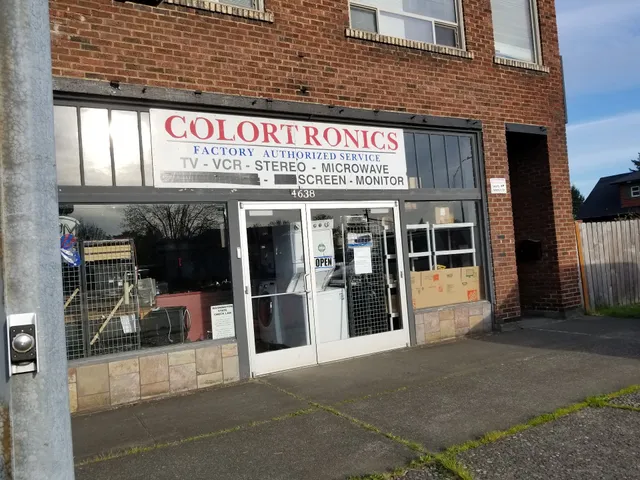 COLORTRONICS
FACTORY AUTHORIZED SERVICE
TV - VCR - STEREO - MICROWAVE
- SCREEN - MONITOR
4638
OPEN